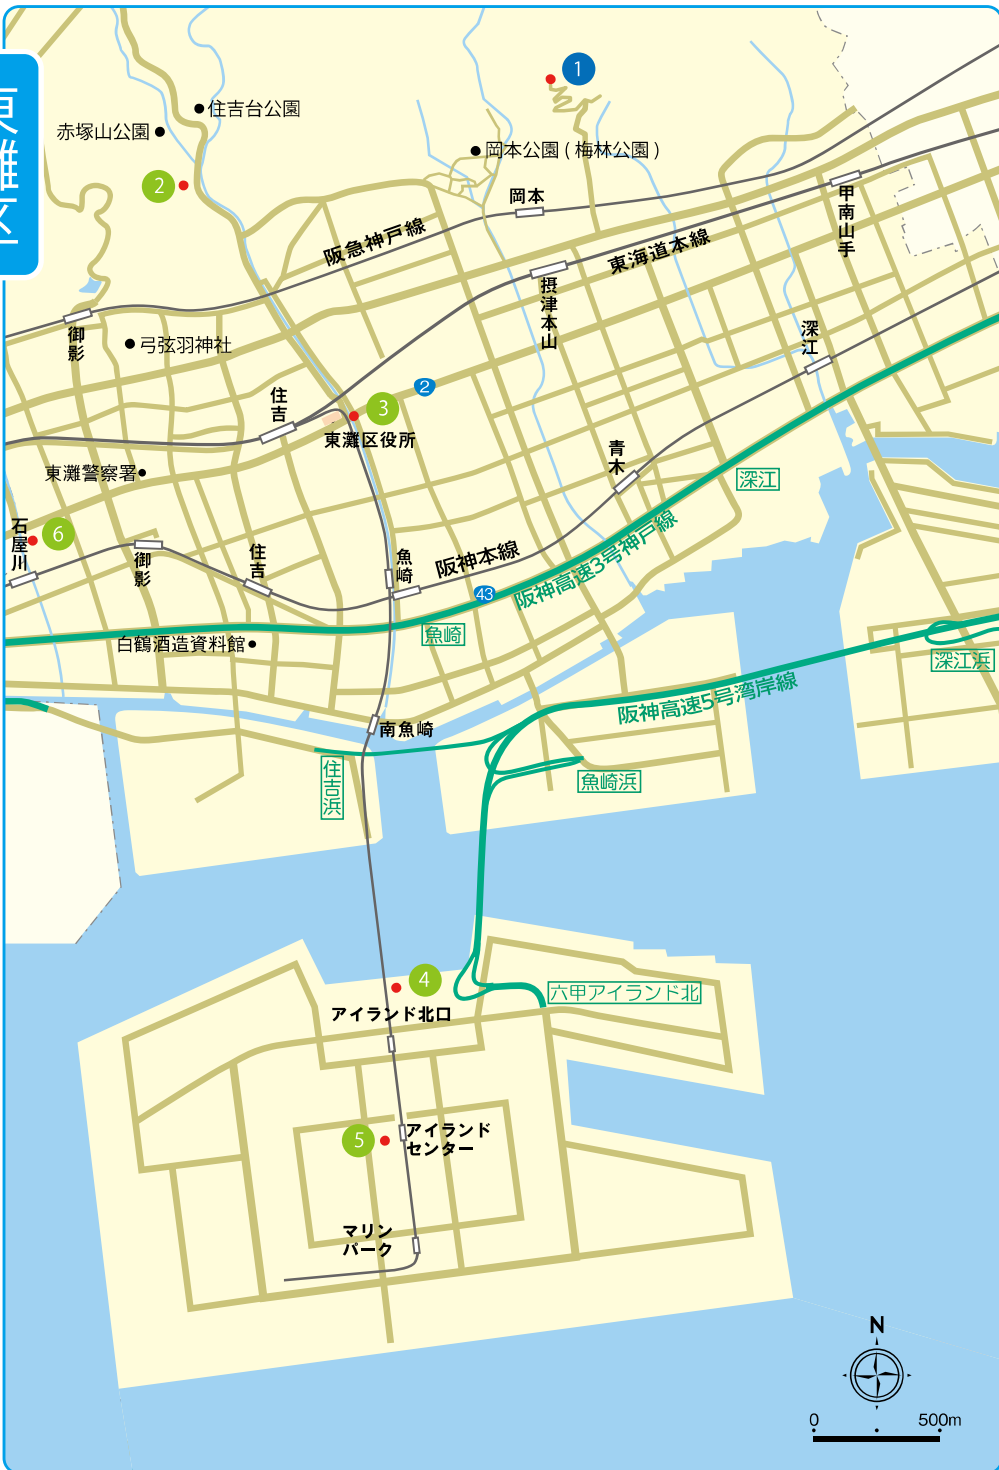 東灘区
1
住吉台公園
赤塚山公園
岡本公園 ( 梅林公園 )
2
岡本
甲南山手
阪急神戸線
東海道本線
摂津本山
深江
御影
弓弦羽神社
2
住吉
3
東灘区役所
青木
東灘警察署
深江
石屋川
6
御影
住吉
魚崎
阪神本線
阪神高速3号神戸線
43
魚崎
白鶴酒造資料館
深江浜
阪神高速5号湾岸線
南魚崎
住吉浜
魚崎浜
4
アイランド北口
六甲アイランド北
5
アイランド
センター
マリン
パーク
N
0
500m